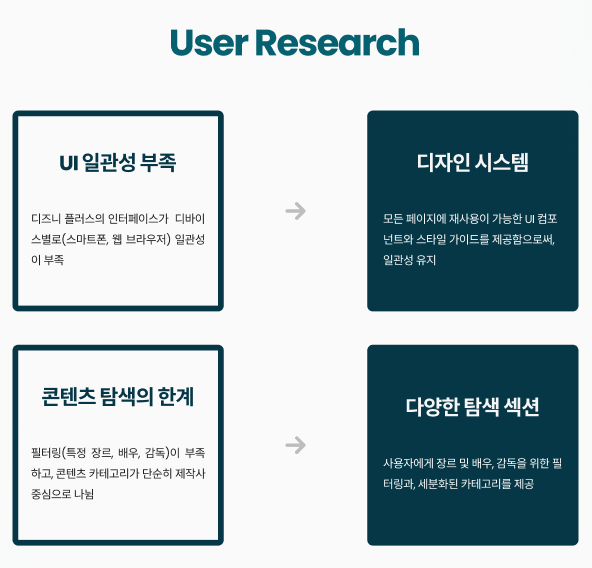 User Research
UI 일관성 부족
디즈니 플러스의 인터페이스가 디바이
스별로(스마트폰, 웹 브라우저) 일관성
이 부족
디자인 시스템
모든 페이지에 재사용이 가능한 UI 컴포
넌트와 스타일 가이드를 제공함으로써,
일관성 유지
콘텐츠 탐색의 한계
필터링(특정 장르, 배우, 감독)이 부족
하고, 콘텐츠 카테고리가 단순히 제작사
중심으로 나뉨
다양한 탐색 섹션
사용자에게 장르 및 배우, 감독을 위한 필
터링과, 세분화된 카테고리를 제공